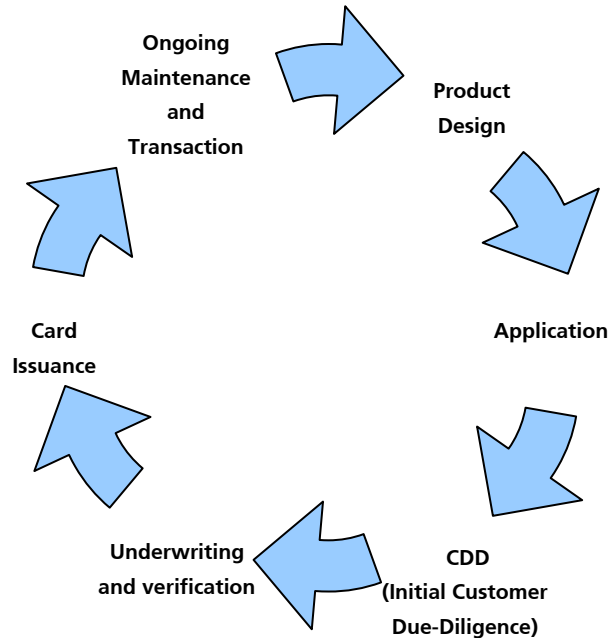 Ongoing
Maintenance
and
Transaction
Product
Design
Application
CDD
(Initial Customer
Due-Diligence)
Underwriting
and verification
Card
Issuance